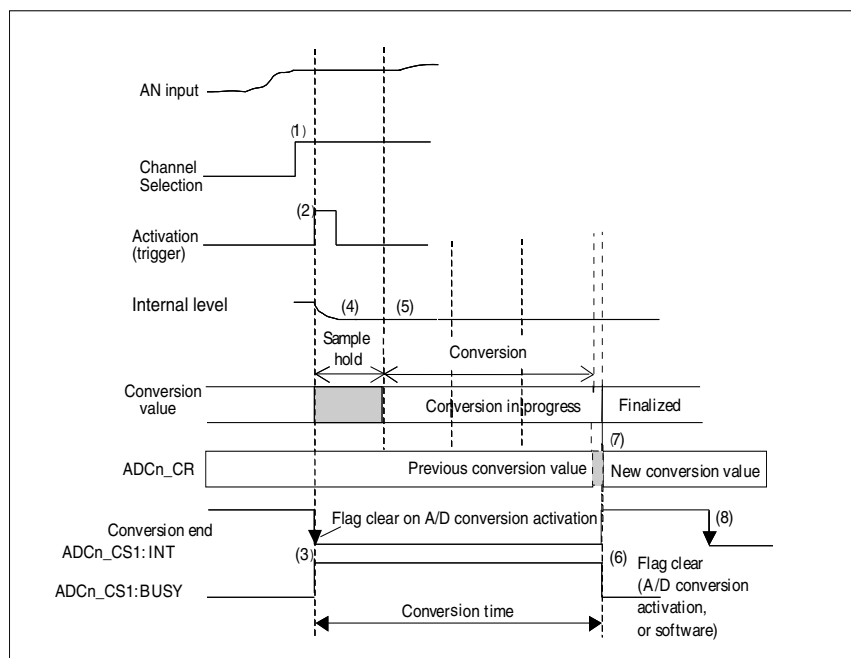 AN input
(1)
Channel
Selection
(2)
Activation
(trigger)
Internal level
(4)
(5)
Sample
hold
Conversion
Conversion
value
Conversion in progress
Finalized
(7)
ADCn_CR
Previous conversion value
New conversion value
Conversion end
ADCn_CS1:INT
Flag clear on A/D conversion activation
(8)
(3)
(6)
ADCn_CS1:BUSY
Flag clear
(A/D conversion
activation,
or software)
Conversion time